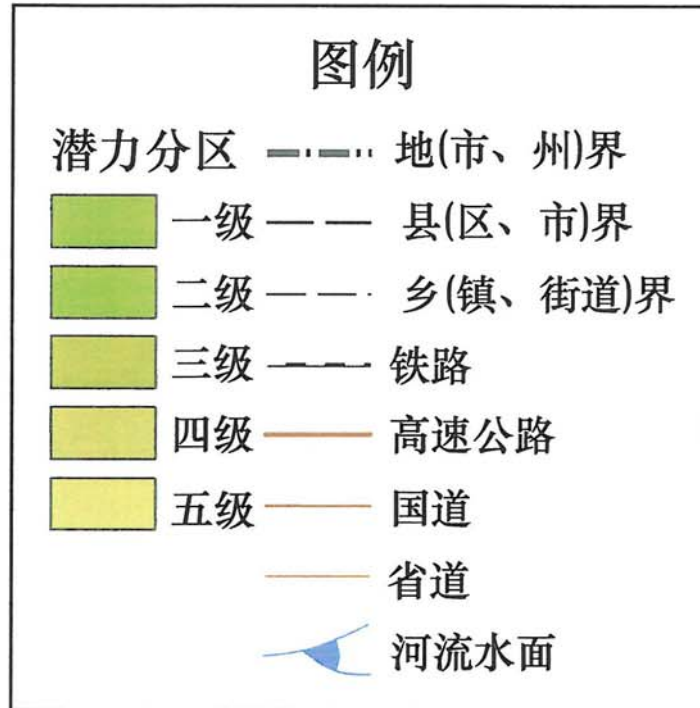 图例
潜力分区 地(市、州)界
一级 县(区、市)界
二级 乡(镇、街道)界
三级 铁路
四级 高速公路
五级 国道
省道
河流水面